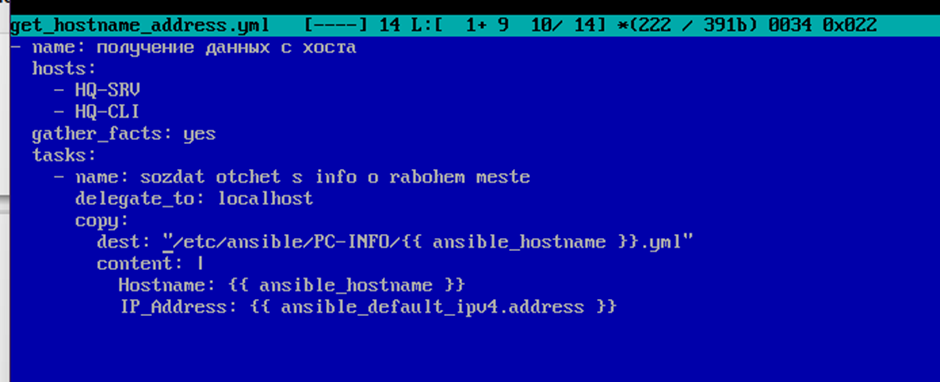 get_hostname_address.yml [----] 14 L:[ 1+ 9 10/ 14] *(222 / 391b) 0034 0x022
- name: получение данных с хоста
  hosts:
    - HQ-SRV
    - HQ-CLI
  gather_facts: yes
  tasks:
    - name: sozdat otchet s info o rabohem meste
      delegate_to: localhost
      copy:
        dest: "/etc/ansible/PC-INFO/{{ ansible_hostname }}.yml"
        content: |
          Hostname: {{ ansible_hostname }}
          IP_Address: {{ ansible_default_ipv4.address }}